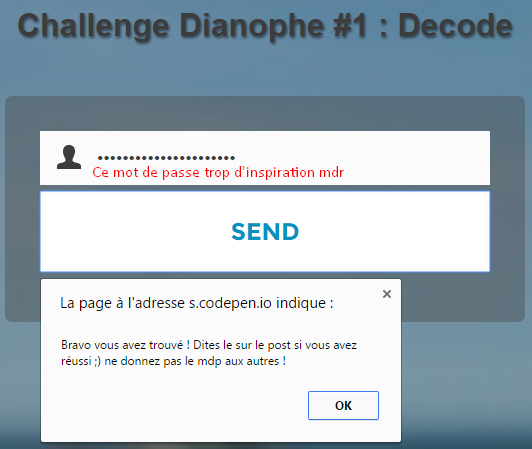 Challenge Dianophe #1 : Decode
••••••••••••••••••••••
Ce mot de passe trop d'inspiration mdr
SEND
La page à l'adresse s.codepen.io indique :
Bravo vous avez trouvé ! Dites le sur le post si vous avez
réussi ;) ne donnez pas le mdp aux autres !
OK